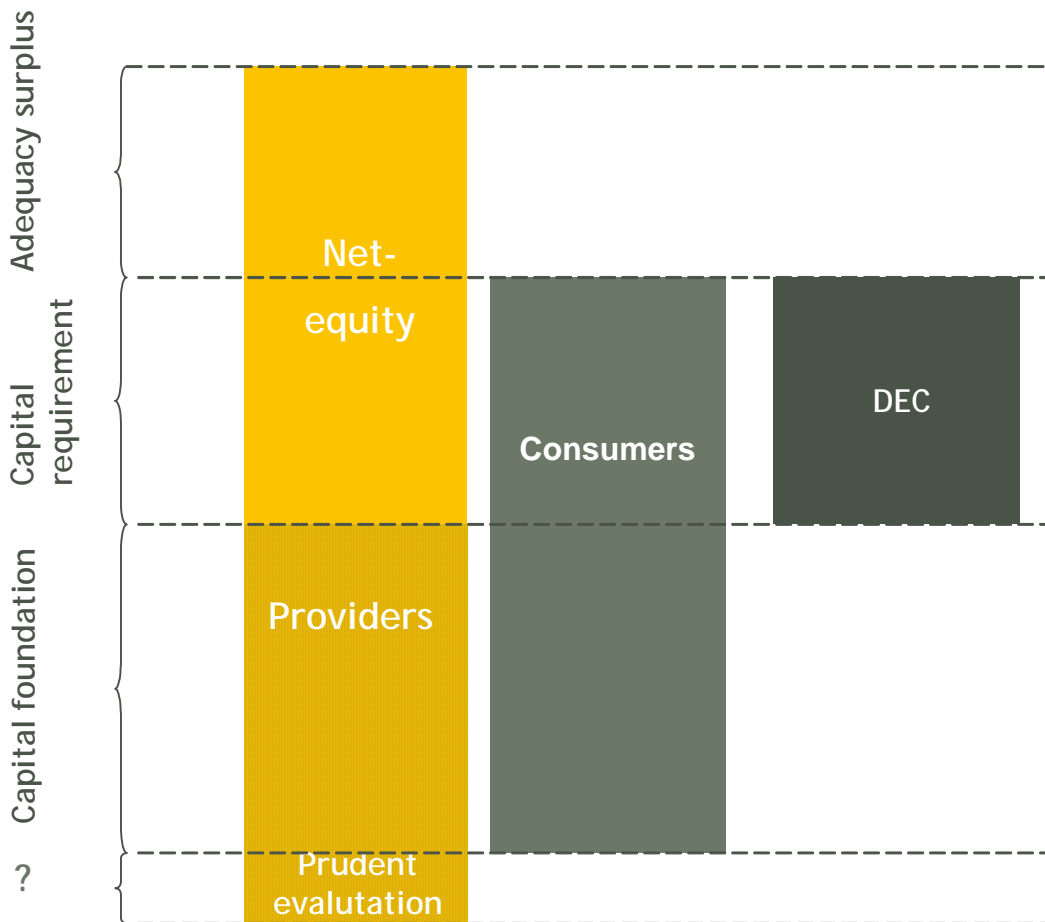 Adequacy surplus
Capital
requirement
Capital foundation
?
Net-
equity
Providers
Prudent
evalutation
Consumers
DEC